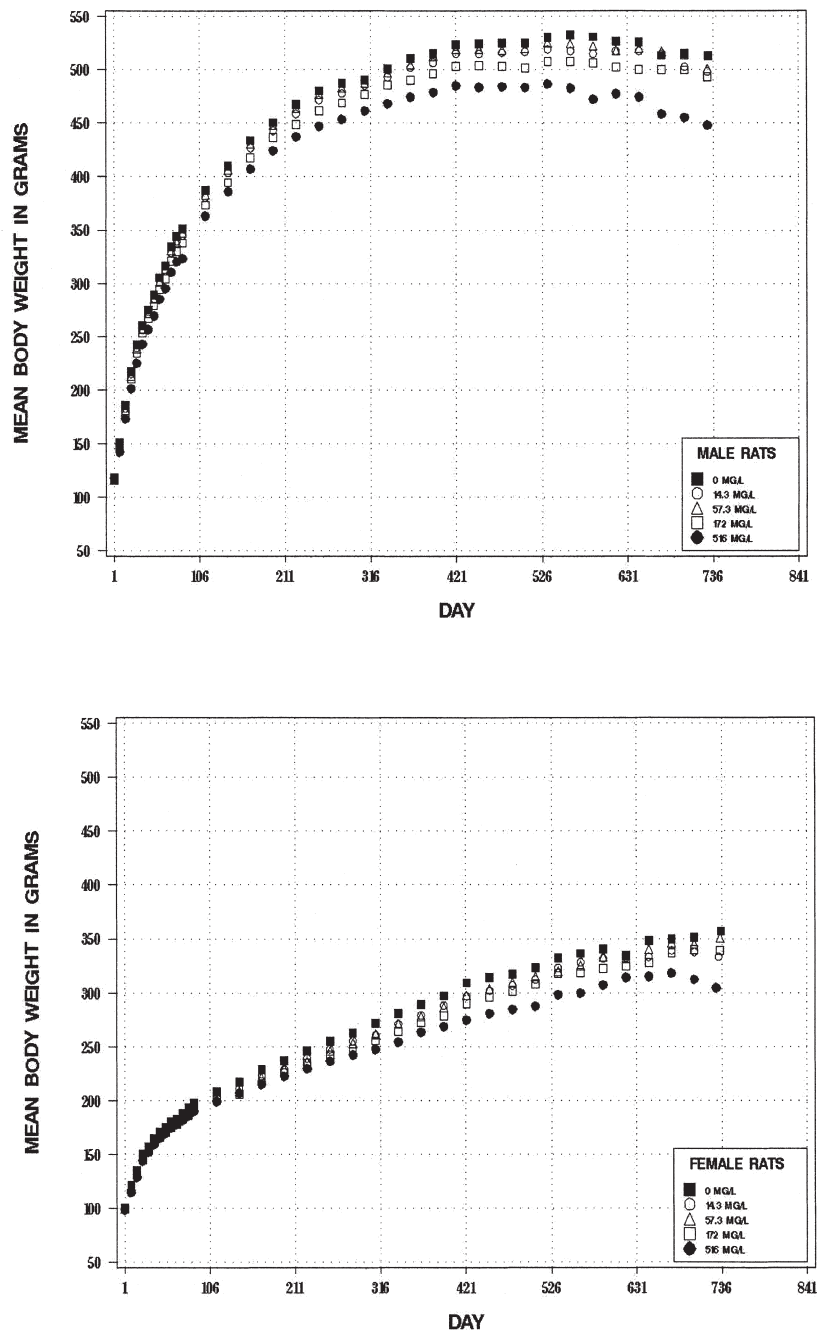 MEAN BODY WEIGHT IN GRAMS
550
500
450
400
350
300
250
200
150
100
50
MALE RATS
0 MG/L
14.3 MG/L
57.3 MG/L
172 MG/L
516 MG/L
1 106 211 316 421 526 631 736 841
DAY
MEAN BODY WEIGHT IN GRAMS
550
500
450
400
350
300
250
200
150
100
50
FEMALE RATS
0 MG/L
14.3 MG/L
57.3 MG/L
172 MG/L
516 MG/L
1 106 211 316 421 526 631 736 841
DAY